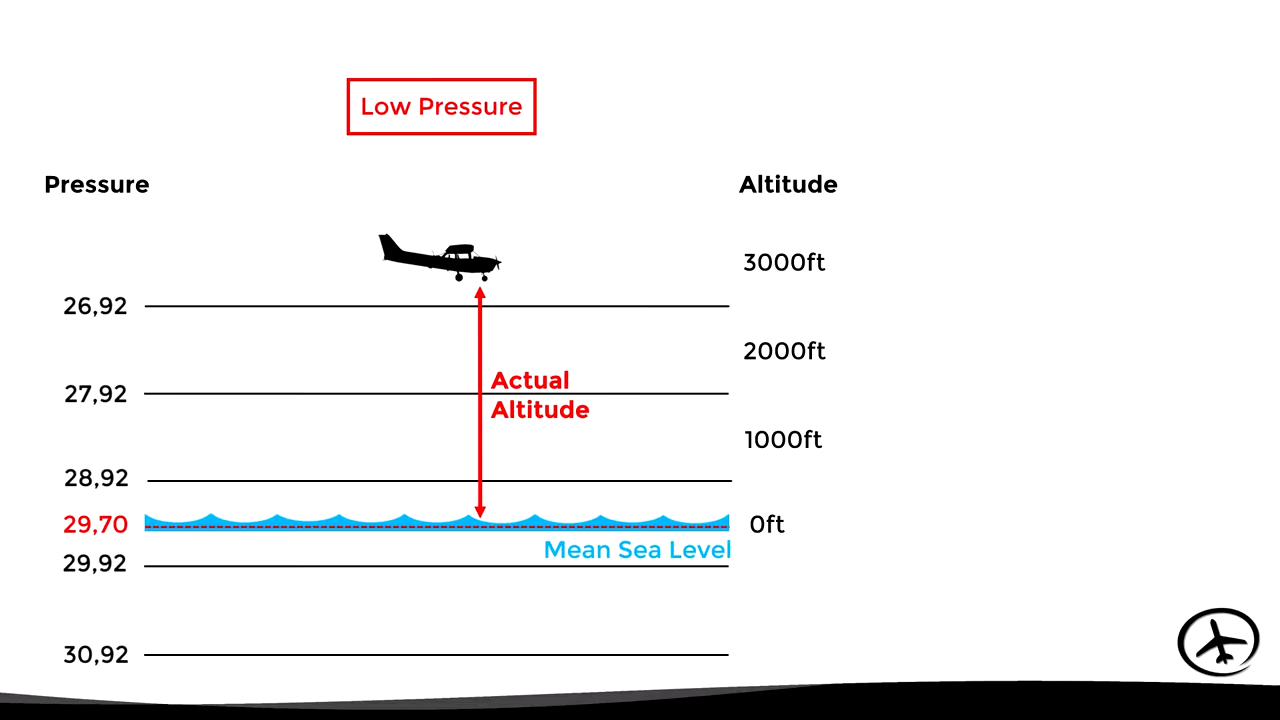 Low Pressure
Pressure
Altitude
3000ft
26,92
2000ft
Actual
Altitude
27,92
1000ft
28,92
29,70
0ft
Mean Sea Level
29,92
30,92